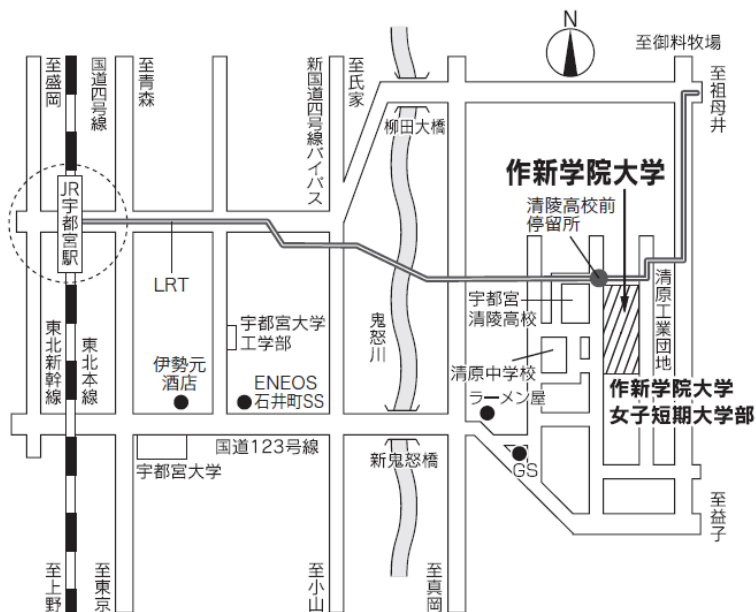 N
至御料牧場
至盛岡
国道四号線
至青森
新国道四号線バイパス
至氏家
至祖母井
柳田大橋
作新学院大学
清陵高校前
停留所
JR宇都宮駅
LRT
宇都宮
清陵高校
清原工業団地
鬼怒川
宇都宮大学
工学部
東北新幹線
東北本線
伊勢元
酒店
ENEOS
石井町SS
清原中学校
ラーメン屋
作新学院大学
女子短期大学部
国道123号線
宇都宮大学
新鬼怒橋
GS
至益子
至上野
至東京
至小山
至真岡